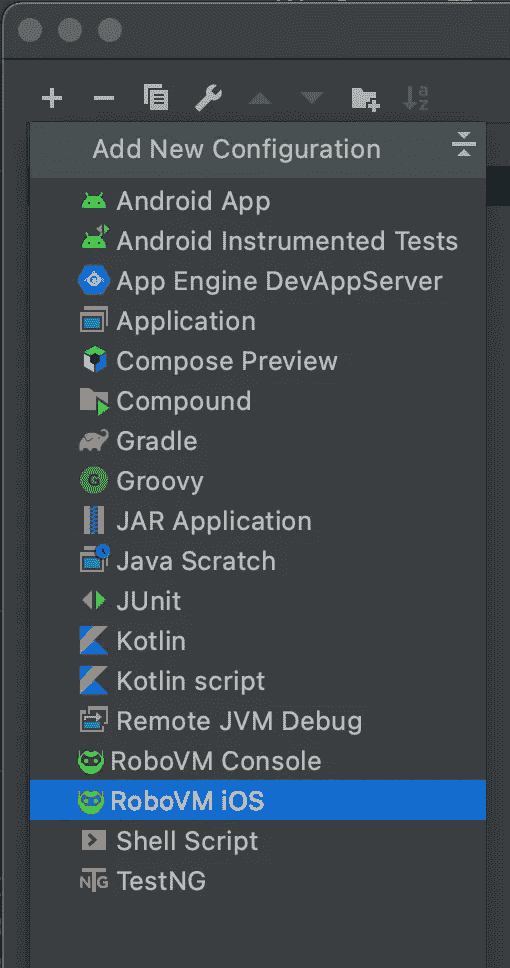 Add New Configuration
Android App
Android Instrumented Tests
App Engine DevAppServer
Application
Compose Preview
Compound
Gradle
Groovy
JAR Application
Java Scratch
JUnit
Kotlin
Kotlin script
Remote JVM Debug
RoboVM Console
RoboVM iOS
Shell Script
TestNG